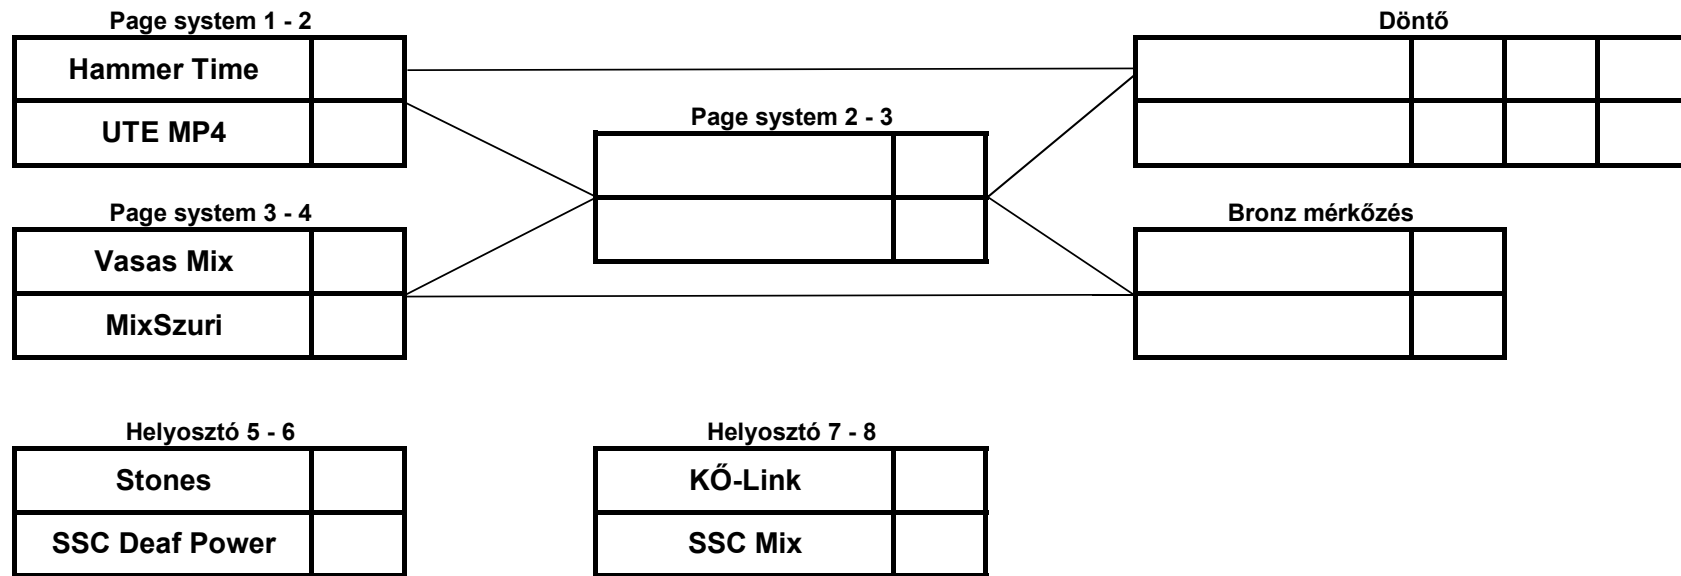 Page system 1 - 2
Döntő
Hammer Time
UTE MP4
Page system 2 - 3
Page system 3 - 4
Bronz mérkőzés
Vasas Mix
MixSzuri
Helyosztó 5 - 6
Helyosztó 7 - 8
Stones
KŐ-Link
SSC Deaf Power
SSC Mix